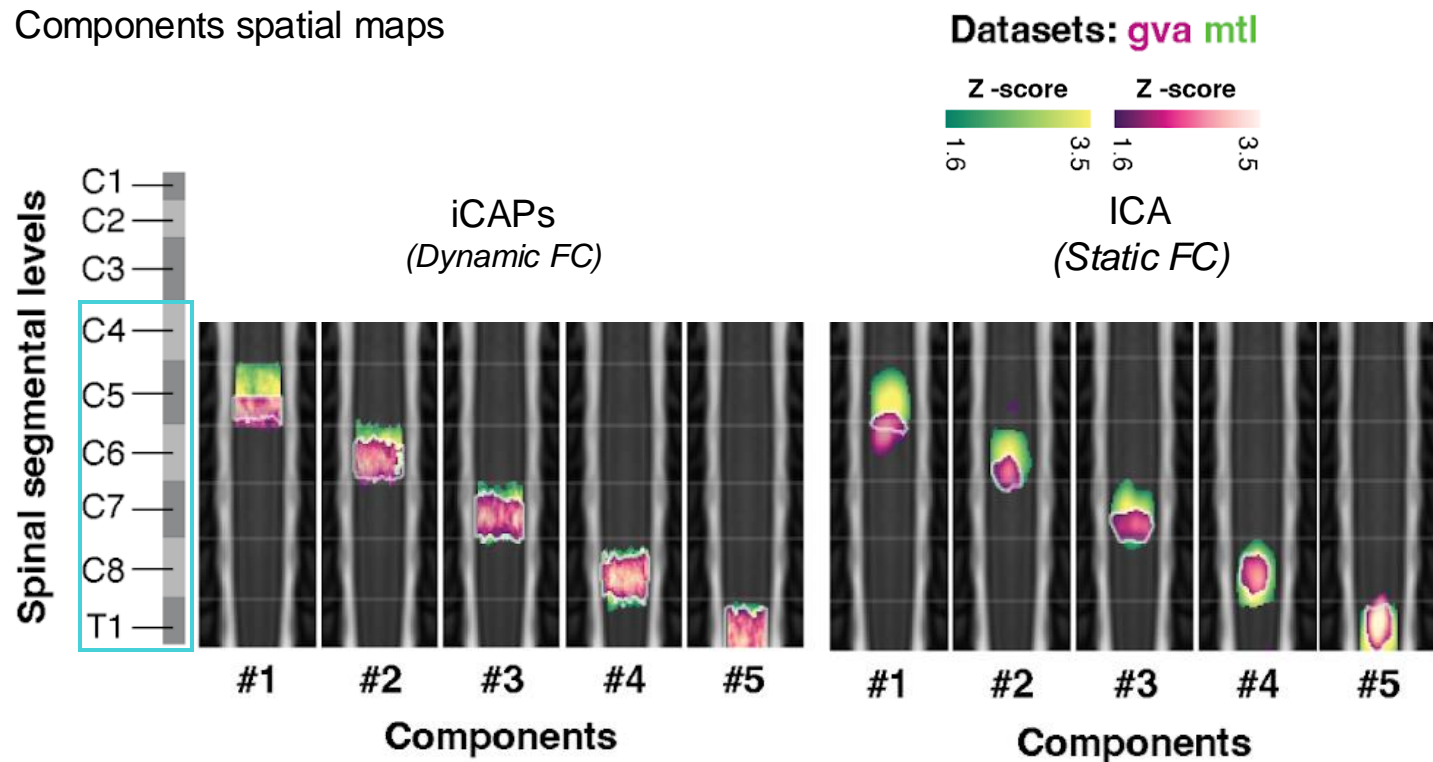 Components spatial maps
Datasets: gva mtl
Z -score Z -score
1.6 3.5 1.6 3.5
iCAPs
(Dynamic FC)
ICA
(Static FC)
Spinal segmental levels
C1
C2
C3
C4
C5
C6
C7
C8
T1
#1 #2 #3 #4 #5
Components
#1 #2 #3 #4 #5
Components